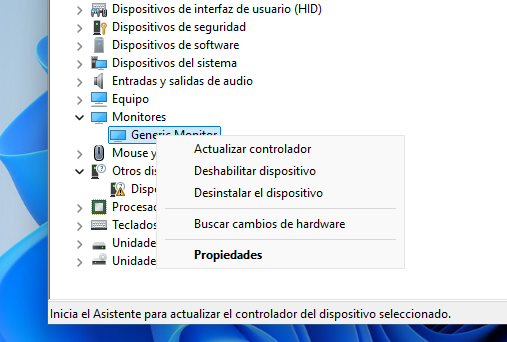 Dispositivos de interfaz de usuario (HID)
Dispositivos de seguridad
Dispositivos de software
Dispositivos del sistema
Entradas y salidas de audio
Equipo
Monitores
Generic Monitor
Actualizar controlador
Mouse y
Otros dis
Deshabilitar dispositivo
Dispo
Desinstalar el dispositivo
Procesad
Teclados
Buscar cambios de hardware
Unidade
Unidade
Propiedades
Inicia el Asistente para actualizar el controlador del dispositivo seleccionado.